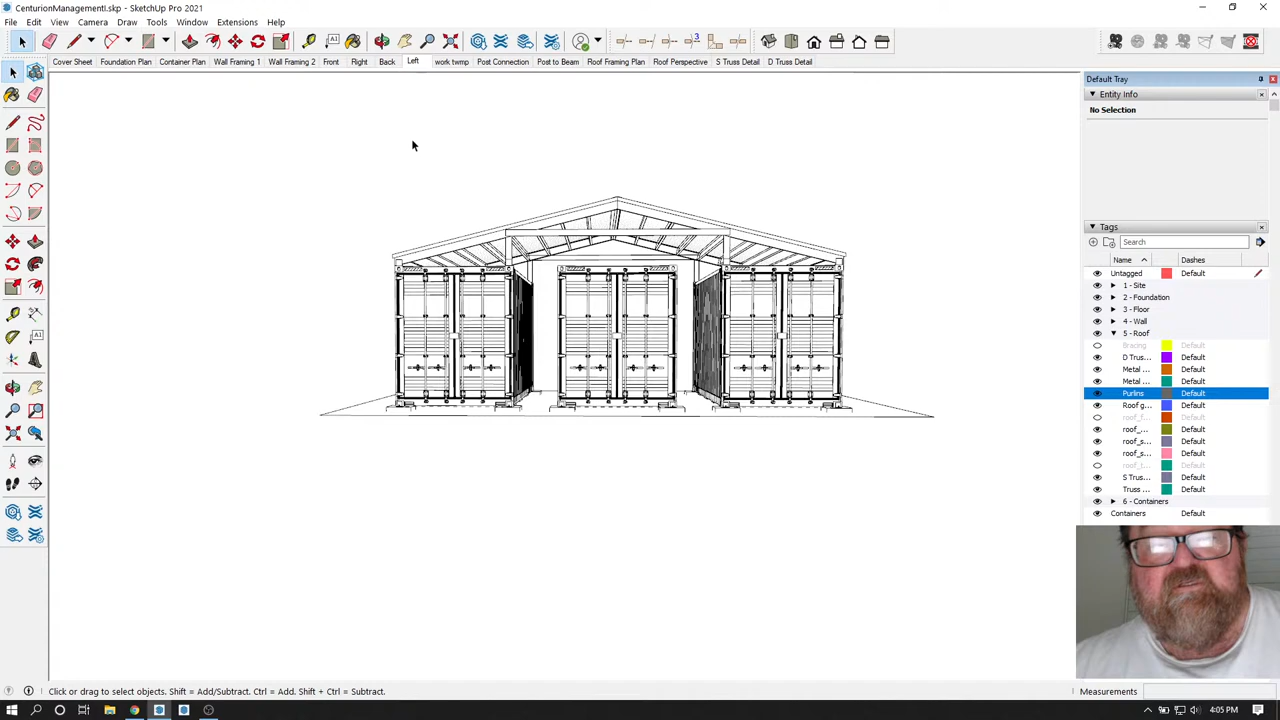 CenturionManagementI.skp - SketchUp Pro 2021
File Edit View Camera Draw Tools Window Extensions Help
Cover Sheet Foundation Plan Container Plan Wall Framing 1 Wall Framing 2 Front Right Back Left work twmp Post Connection Post to Beam Roof Framing Plan Roof Perspective S Truss Detail D Truss Detail
Default Tray
Entity Info
No Selection
Tags
Search
Name Dashes
Untagged Default
1 - Site
2 - Foundation
3 - Floor
4 - Wall
5 - Roof
Bracing Default
D Trus... Default
Metal ... Default
Metal ... Default
Purlins Default
Roof g... Default
roof_f... Default
roof_... Default
roof_s... Default
roof_s... Default
roof_t... Default
S Trus... Default
Truss ... Default
6 - Containers
Containers Default
Click or drag to select objects. Shift = Add/Subtract. Ctrl = Add. Shift + Ctrl = Subtract.
Measurements
4:05 PM